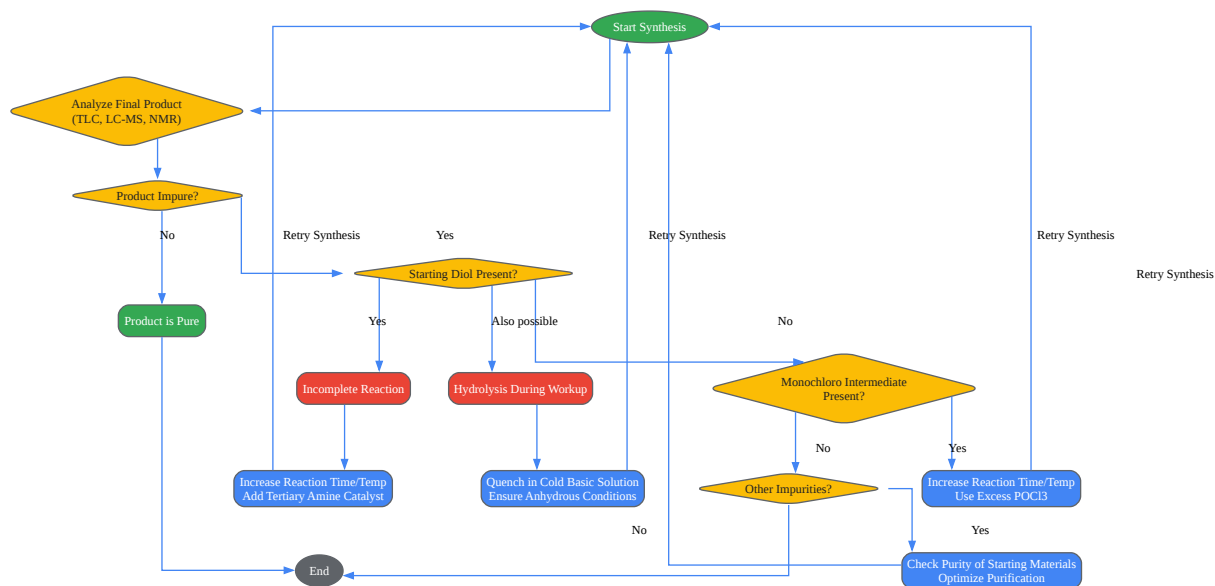 Start Synthesis
Analyze Final Product
(TLC, LC-MS, NMR)
Product Impure?
No
Retry Synthesis
Yes
Retry Synthesis
Retry Synthesis
Starting Diol Present?
Retry Synthesis
Product is Pure
Yes
Also possible
No
Incomplete Reaction
Hydrolysis During Workup
Monochloro Intermediate
Present?
No
Yes
Increase Reaction Time/Temp
Add Tertiary Amine Catalyst
Quench in Cold Basic Solution
Ensure Anhydrous Conditions
Other Impurities?
Increase Reaction Time/Temp
Use Excess POCl3
No
Yes
End
Check Purity of Starting Materials
Optimize Purification